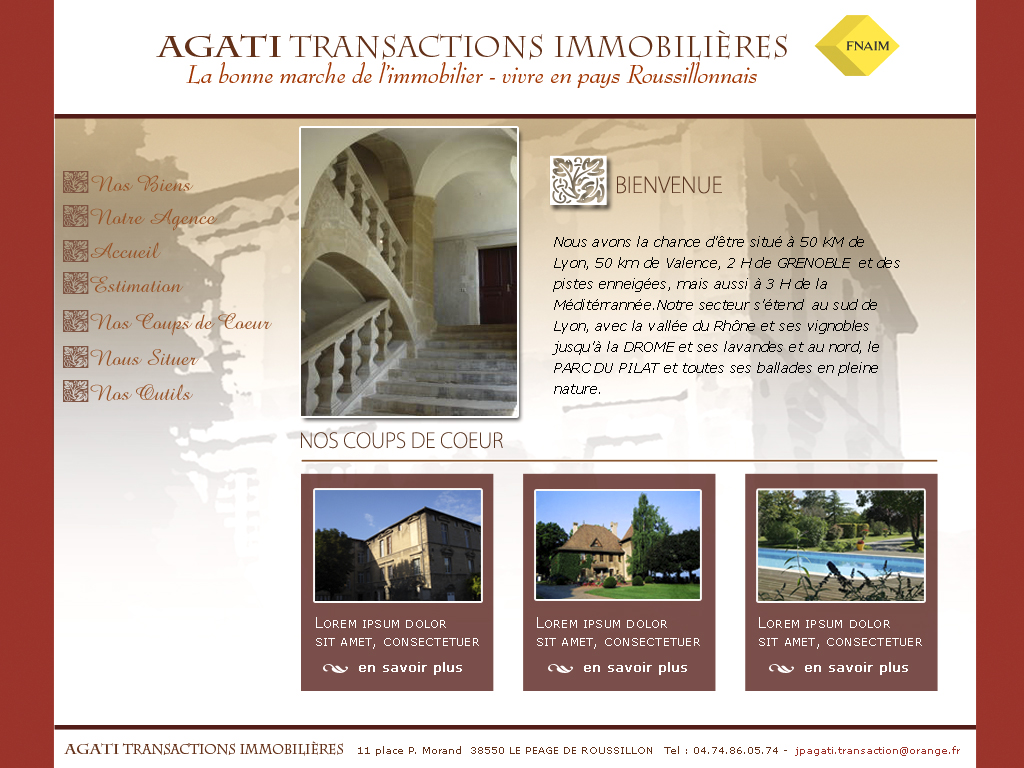 AGATI TRANSACTIONS IMMOBILIÈRES
La bonne marche de l'immobilier - vivre en pays Roussillonnais
FNAIM
Nos Biens
Notre Agence
Accueil
Estimation
Nos Coups de Coeur
Nous Situer
Nos Outils
BIENVENUE
Nous avons la chance d'être situé à 50 KM de
Lyon, 50 km de Valence, 2 H de GRENOBLE et des
pistes enneigées, mais aussi à 3 H de la
Méditérrannée.Notre secteur s'étend au sud de
Lyon, avec la vallée du Rhône et ses vignobles
jusqu'à la DROME et ses lavandes et au nord, le
PARC DU PILAT et toutes ses ballades en pleine
nature.
NOS COUPS DE COEUR
Lorem ipsum dolor
sit amet, consectetuer
en savoir plus
Lorem ipsum dolor
sit amet, consectetuer
en savoir plus
Lorem ipsum dolor
sit amet, consectetuer
en savoir plus
AGATI TRANSACTIONS IMMOBILIÈRES 11 place P. Morand 38550 LE PEAGE DE ROUSSILLON Tel : 04.74.86.05.74 - jpagati.transaction@orange.fr